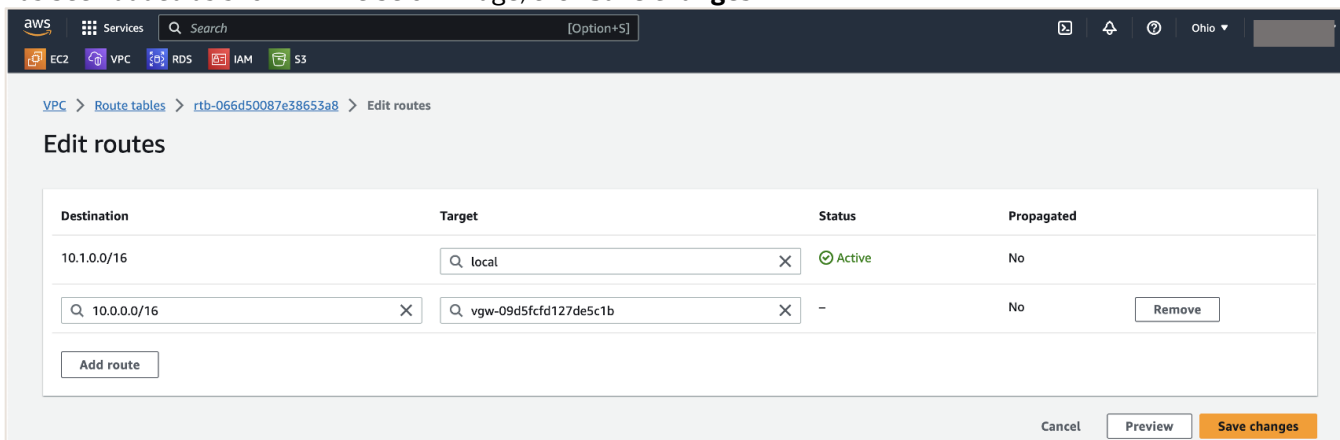 aws Services Search [Option+S] Ohio
EC2 VPC RDS IAM S3
VPC > Route tables > rtb-066d50087e38653a8 > Edit routes
Edit routes
Destination Target Status Propagated
10.1.0.0/16 local Active No
10.0.0.0/16 vgw-09d5fcfd127de5c1b – No Remove
Add route
Cancel Preview Save changes